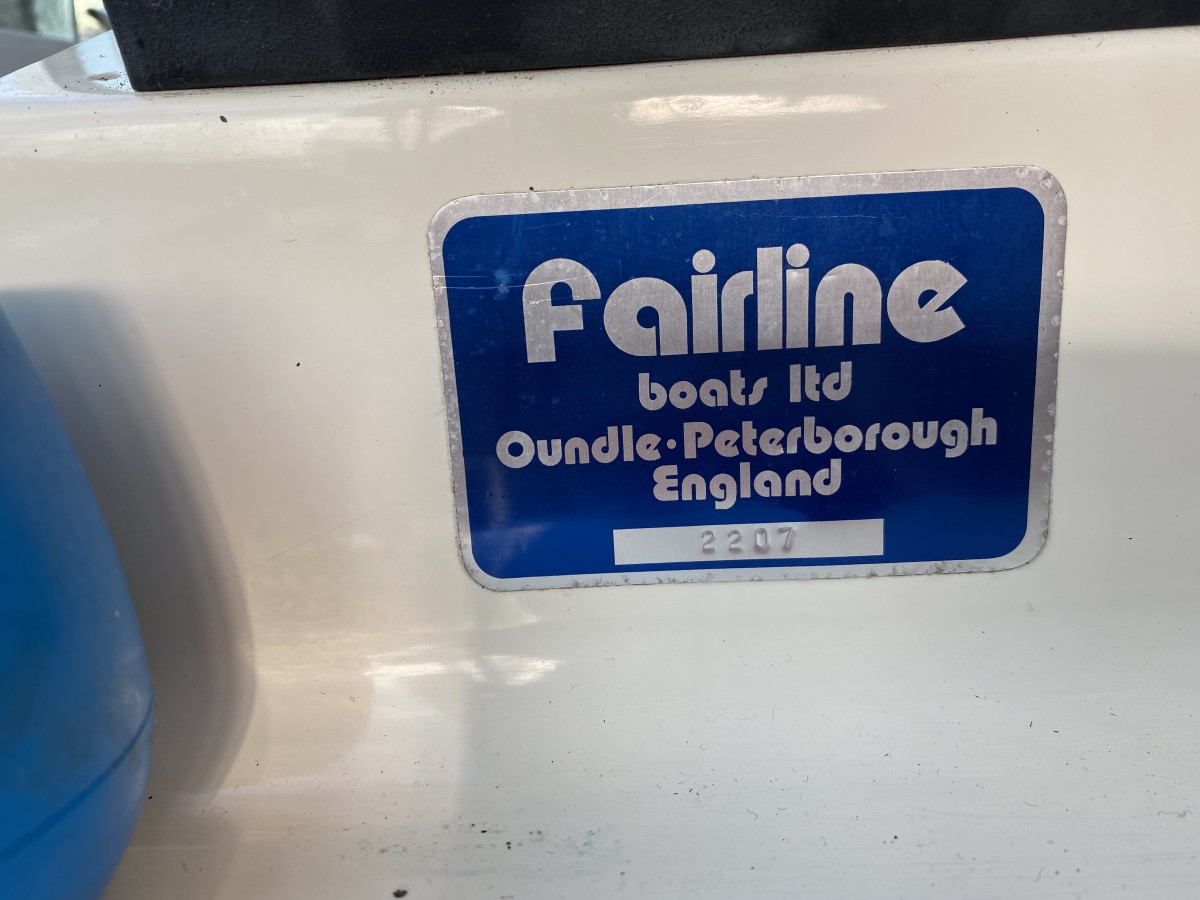 Fairline
boats ltd
Oundle·Peterborough
England
2207